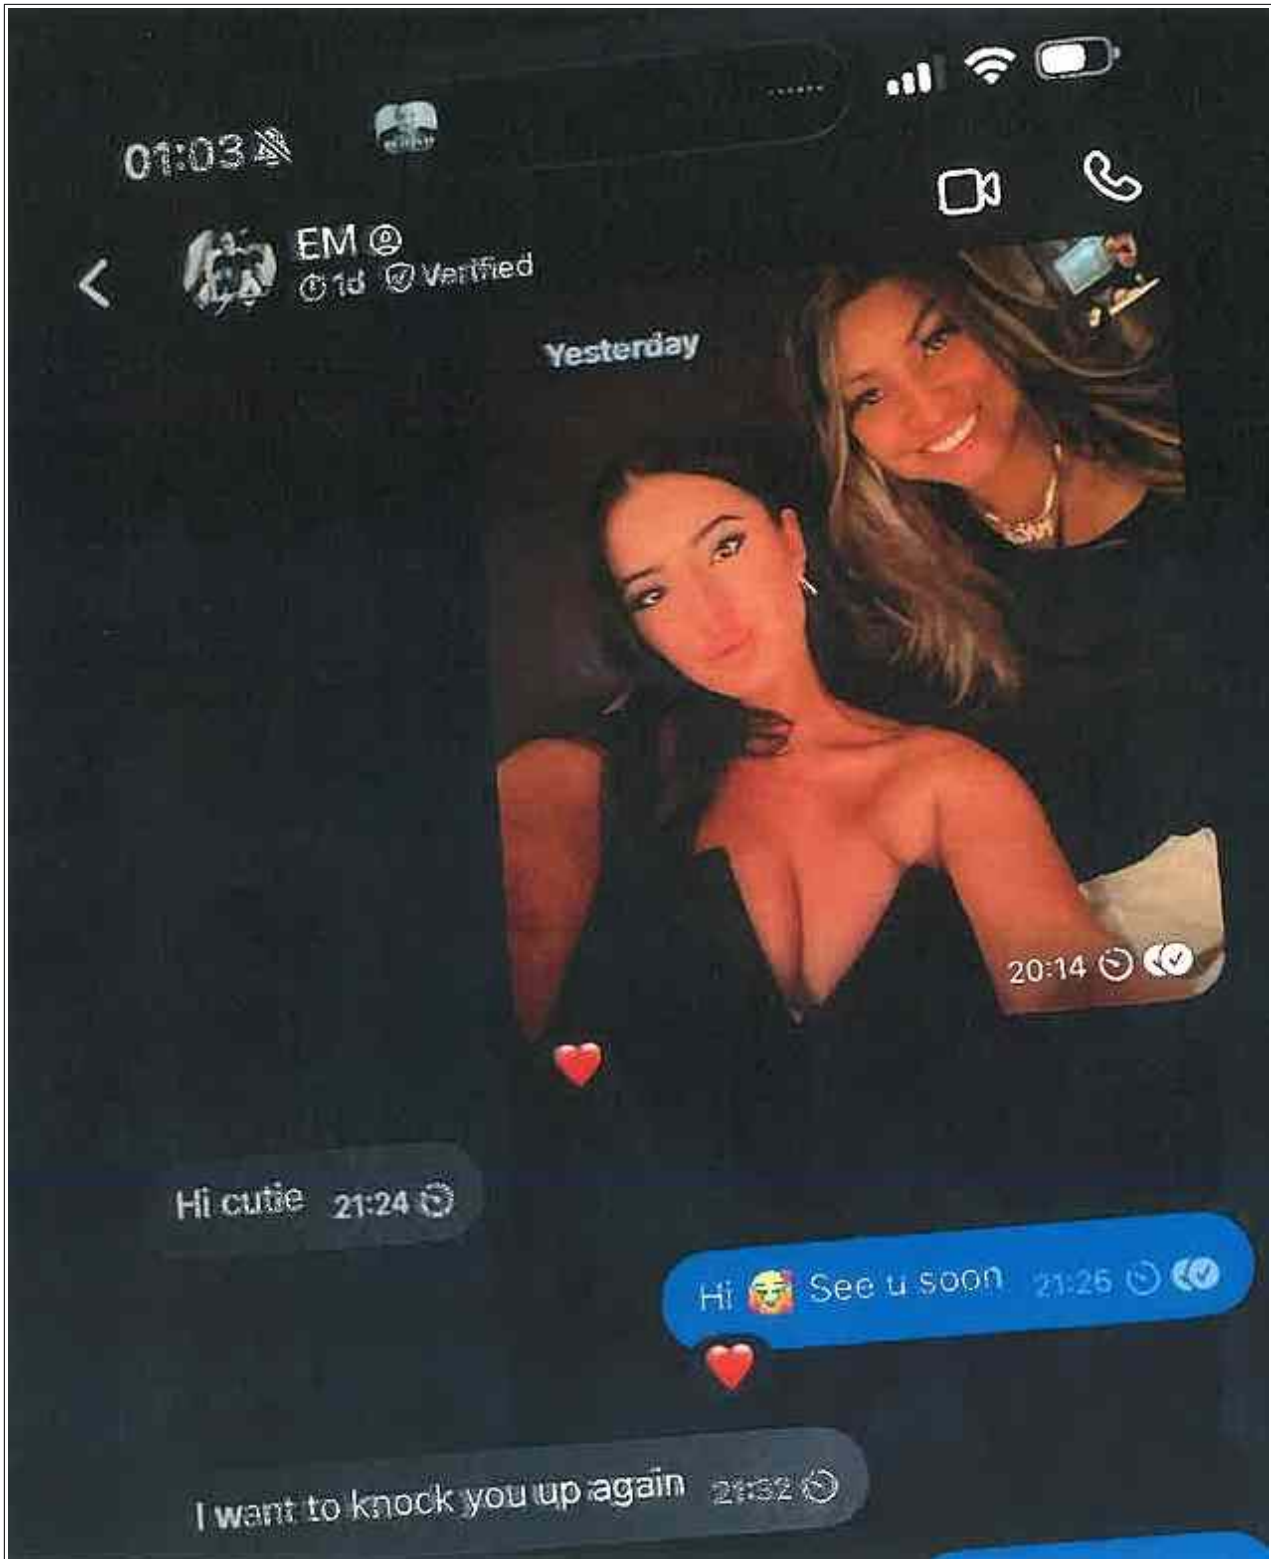 01:03
EM
1d Verified
Yesterday
20:14
❤️
Hi cutie 21:24
Hi 🥰 See u soon 21:25
❤️
I want to knock you up again 21:32